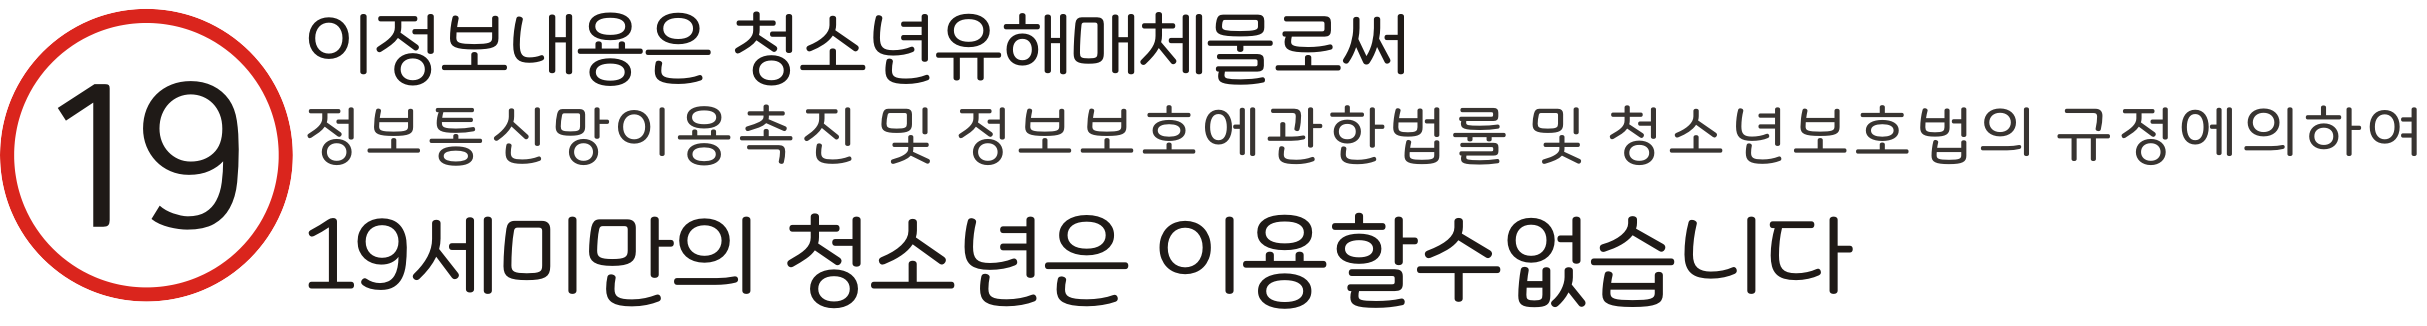 19
이정보내용은 청소년유해매체물로써
정보통신망이용촉진 및 정보보호에관한법률 및 청소년보호법의 규정에의하여
19세미만의 청소년은 이용할수없습니다